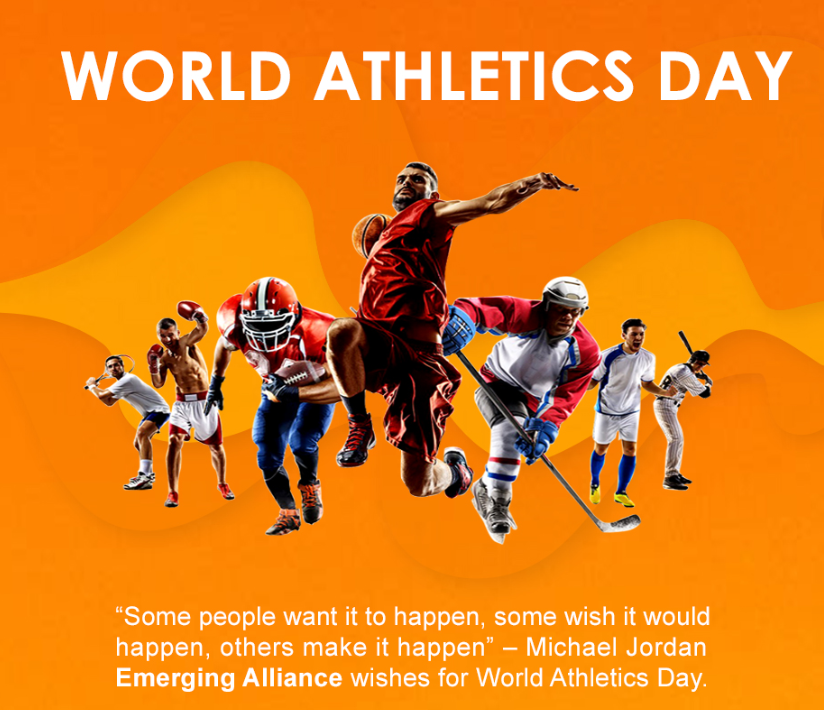 WORLD ATHLETICS DAY
“Some people want it to happen, some wish it would
happen, others make it happen” – Michael Jordan
Emerging Alliance wishes for World Athletics Day.